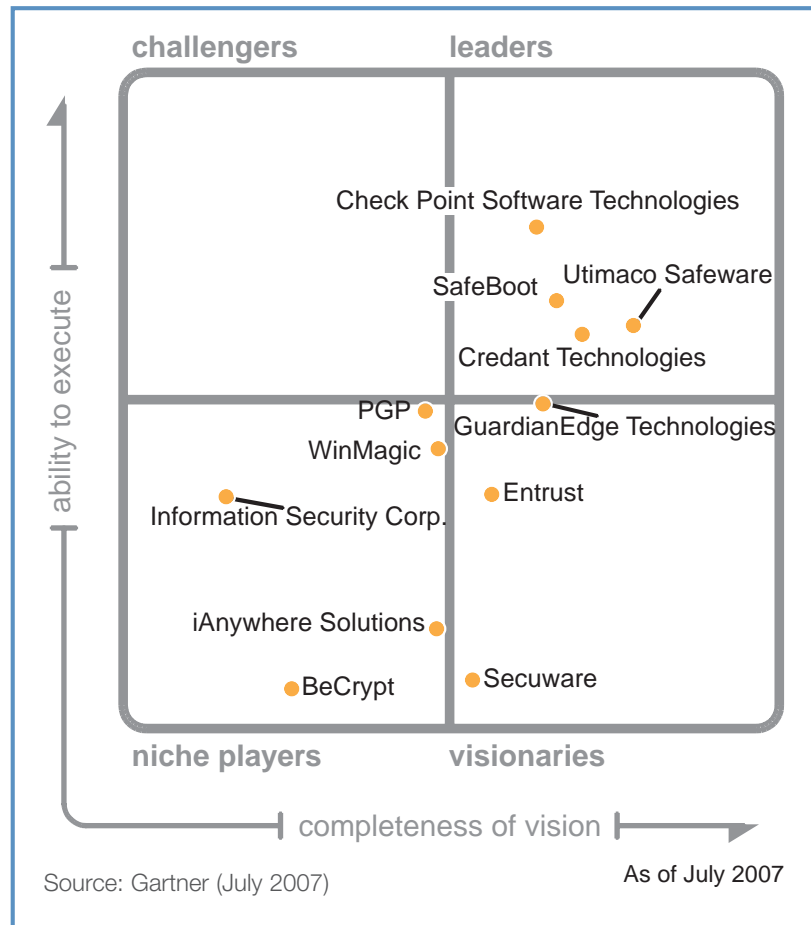 challengers
leaders
Check Point Software Technologies
Utimaco Safeware
SafeBoot
Credant Technologies
PGP
GuardianEdge Technologies
WinMagic
Entrust
Information Security Corp.
iAnywhere Solutions
BeCrypt
Secuware
niche players
visionaries
ability to execute
completeness of vision
As of July 2007
Source: Gartner (July 2007)